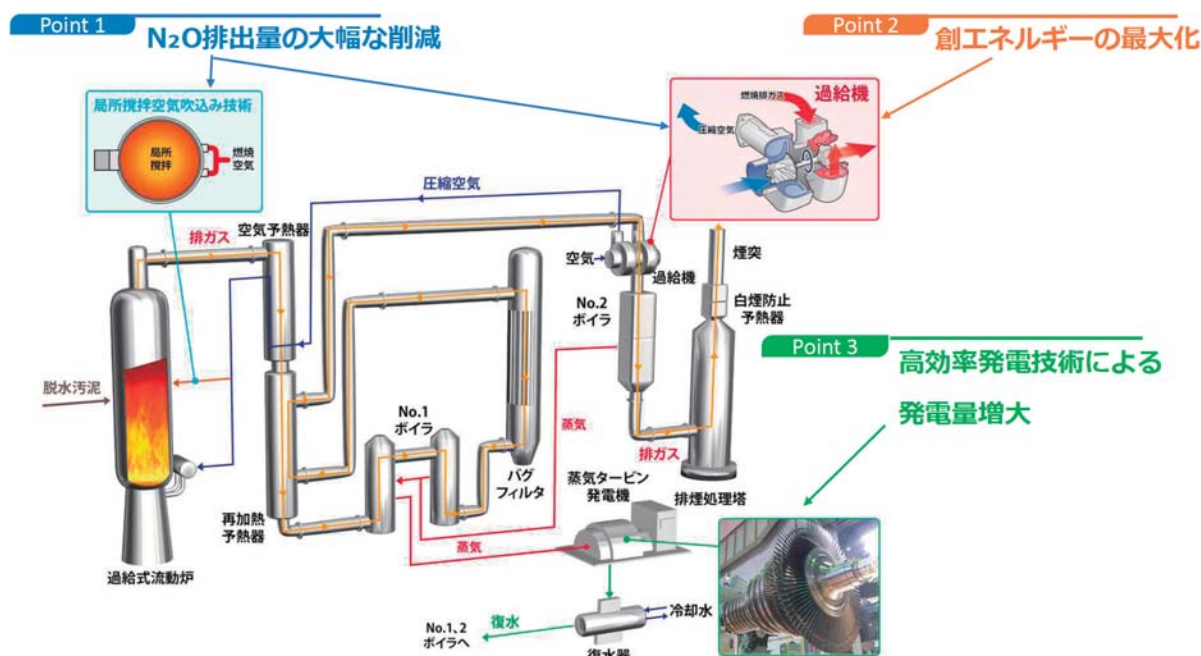 Point 1
N₂O排出量の大幅な削減
Point 2
創エネルギーの最大化
局所撹拌空気吹込み技術
局所
撹拌
燃焼
空気
燃焼排ガス
過給機
圧縮空気
圧縮空気
空気予熱器
排ガス
空気
過給機
煙突
No.2
ボイラ
白煙防止
予熱器
Point 3
高効率発電技術による
発電量増大
脱水汚泥
No.1
ボイラ
蒸気
排ガス
バグ
フィルタ
蒸気タービン
発電機
排煙処理塔
再加熱
予熱器
蒸気
過給式流動炉
冷却水
復水
No.1、2
ボイラへ
復水器